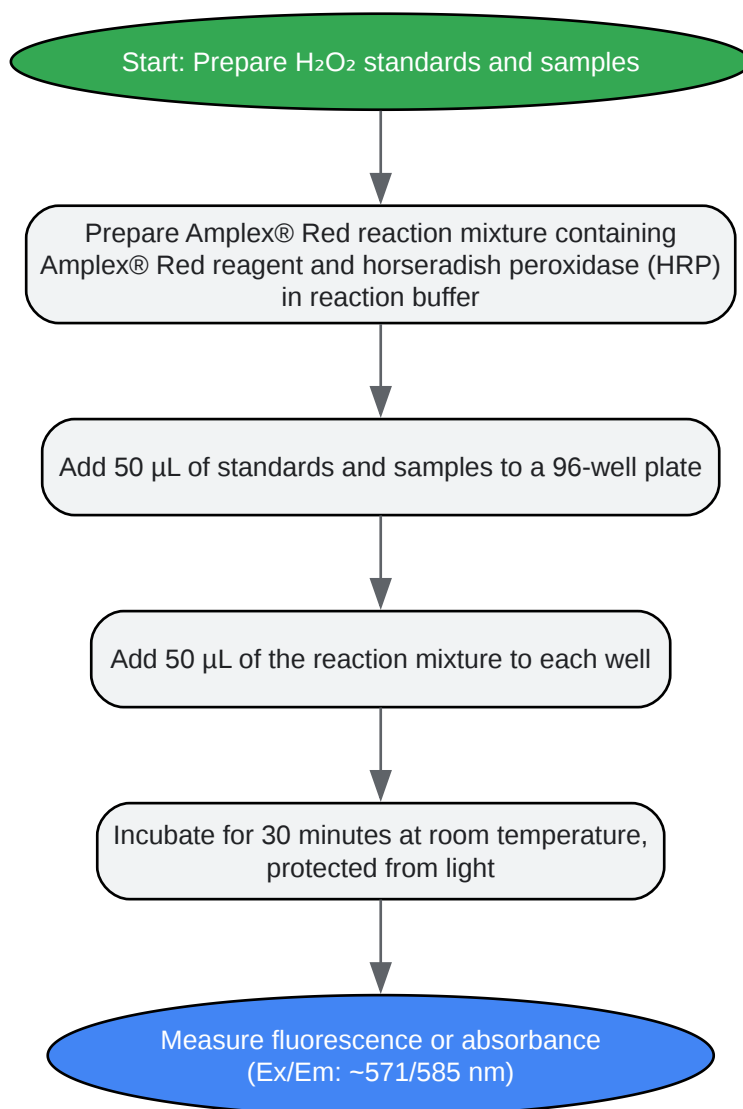 Start: Prepare H₂O₂ standards and samples
Prepare Amplex® Red reaction mixture containing
Amplex® Red reagent and horseradish peroxidase (HRP)
in reaction buffer
Add 50 µL of standards and samples to a 96-well plate
Add 50 µL of the reaction mixture to each well
Incubate for 30 minutes at room temperature,
protected from light
Measure fluorescence or absorbance
(Ex/Em: ~571/585 nm)